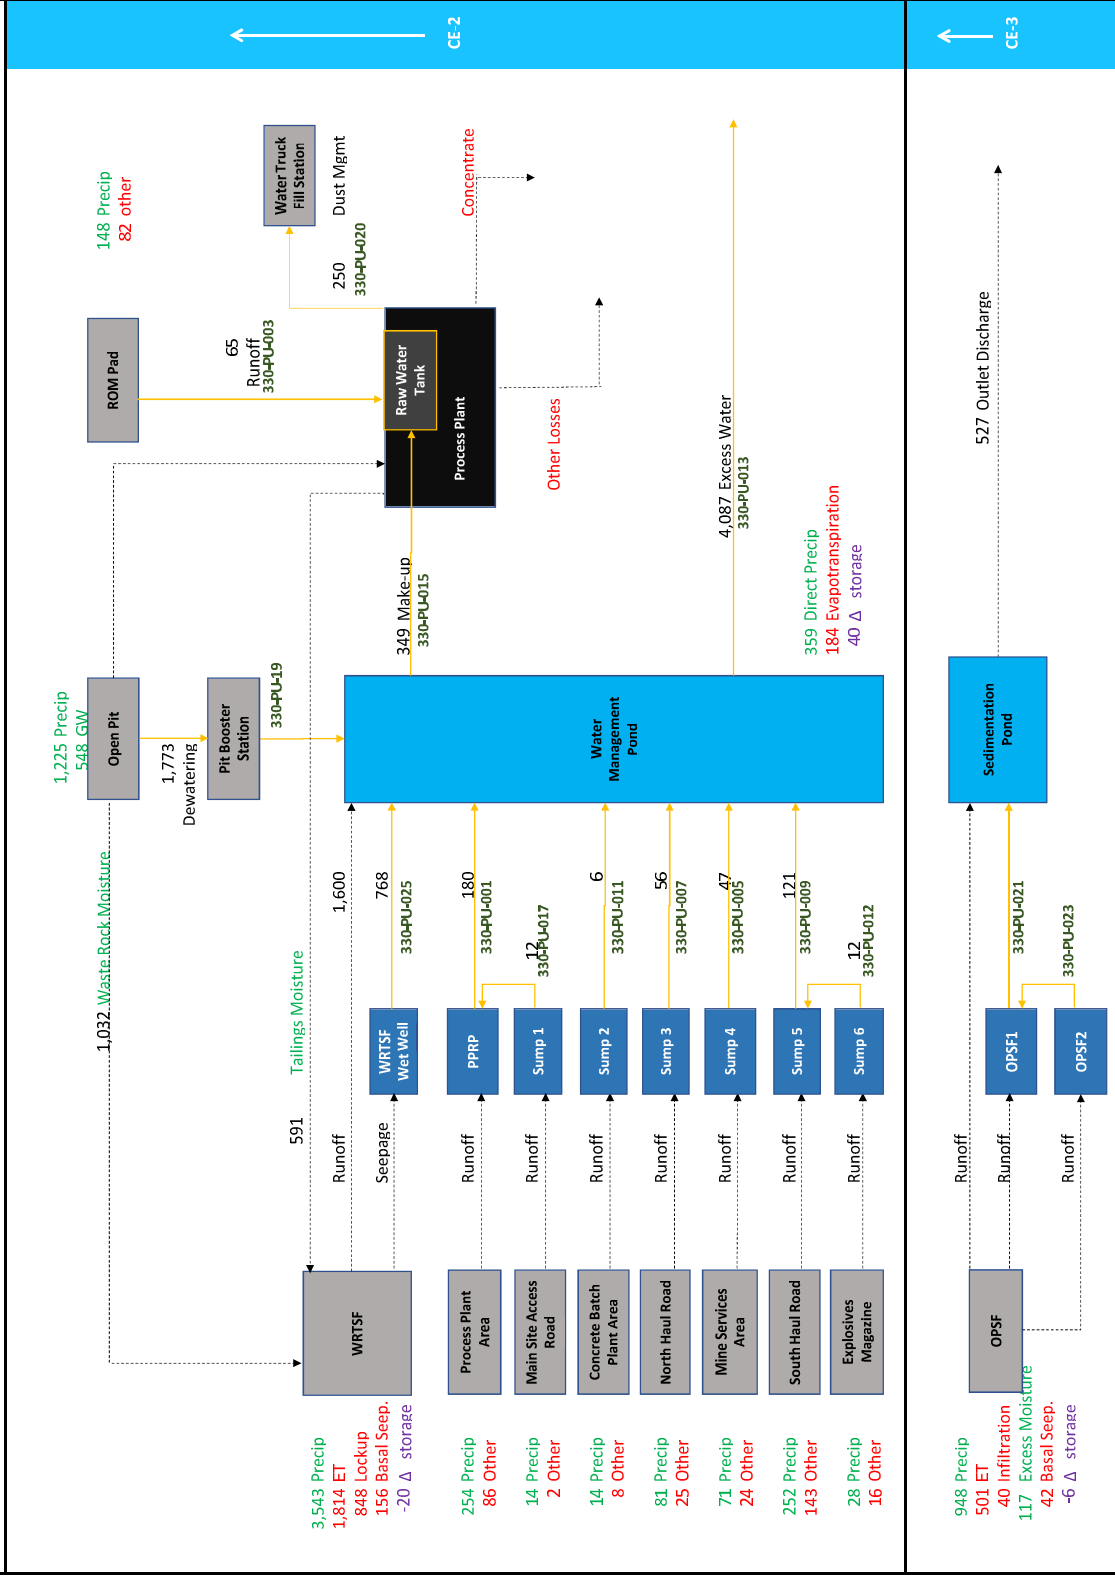 1,225 Precip
548 GW
Open Pit
1,032 Waste Rock Moisture
1,773
Dewatering
Pit Booster
Station
330-PU-19
ROM Pad
148 Precip
82 other
65
Runoff
330-PU-003
Water Truck
Fill Station
Dust Mgmt
250
330-PU-020
Raw Water
Tank
Process Plant
Concentrate
Other Losses
349 Make-up
330-PU-015
591
Tailings Moisture
3,543 Precip
1,814 ET
848 Lockup
156 Basal Seep.
-20 Δ storage
WRTSF
Runoff
1,600
Seepage
WRTSF
Wet Well
768
330-PU-025
Water
Management
Pond
4,087 Excess Water
330-PU-013
359 Direct Precip
184 Evapotranspiration
40 Δ storage
254 Precip
86 Other
Process Plant
Area
Runoff
PPRP
180
330-PU-001
14 Precip
2 Other
Main Site Access
Road
Runoff
Sump 1
12
330-PU-017
14 Precip
8 Other
Concrete Batch
Plant Area
Runoff
Sump 2
6
330-PU-011
81 Precip
25 Other
North Haul Road
Runoff
Sump 3
56
330-PU-007
71 Precip
24 Other
Mine Services
Area
Runoff
Sump 4
47
330-PU-005
252 Precip
143 Other
South Haul Road
Runoff
Sump 5
121
330-PU-009
28 Precip
16 Other
Explosives
Magazine
Runoff
Sump 6
12
330-PU-012
CE-2
948 Precip
501 ET
40 Infiltration
117 Excess Moisture
42 Basal Seep.
-6 Δ storage
OPSF
Runoff
Runoff
Runoff
OPSF1
330-PU-021
OPSF2
330-PU-023
Sedimentation
Pond
527 Outlet Discharge
CE-3